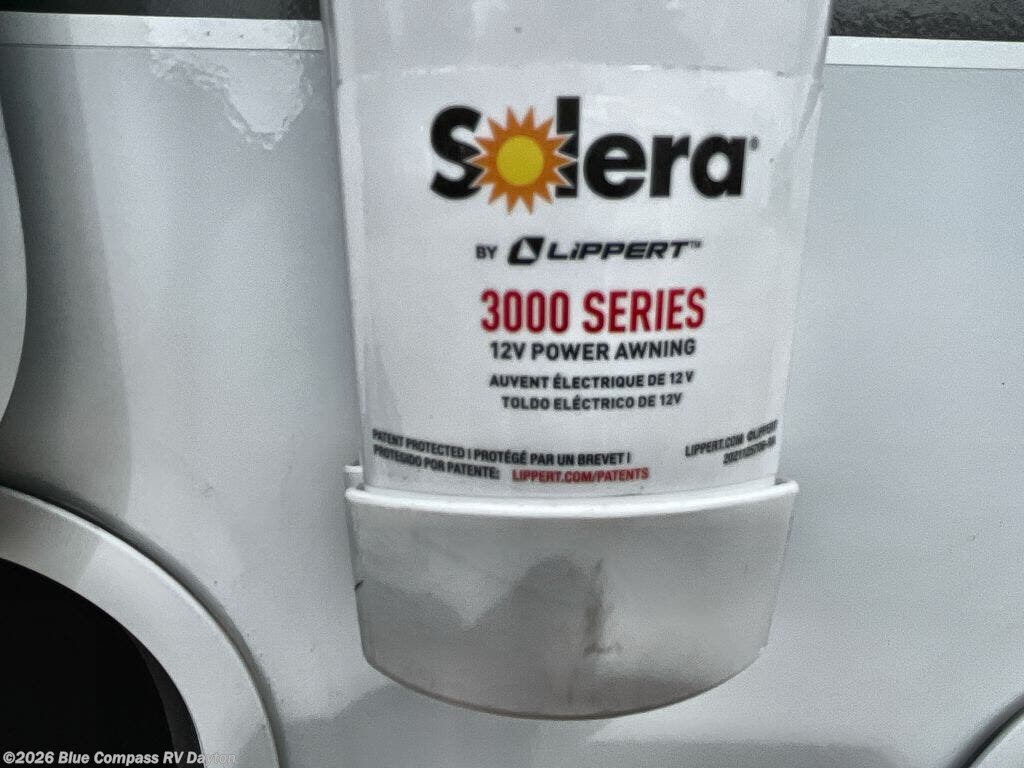 Solera®
BY LIPPERT™
3000 SERIES
12V POWER AWNING
AUVENT ÉLECTRIQUE DE 12 V
TOLDO ELÉCTRICO DE 12V
PATENT PROTECTED | PROTÉGÉ PAR UN BREVET |
PROTEGIDO POR PATENTE: LIPPERT.COM/PATENTS
LIPPERT.COM ©LIPPERT
©2026 Blue Compass RV Dayton